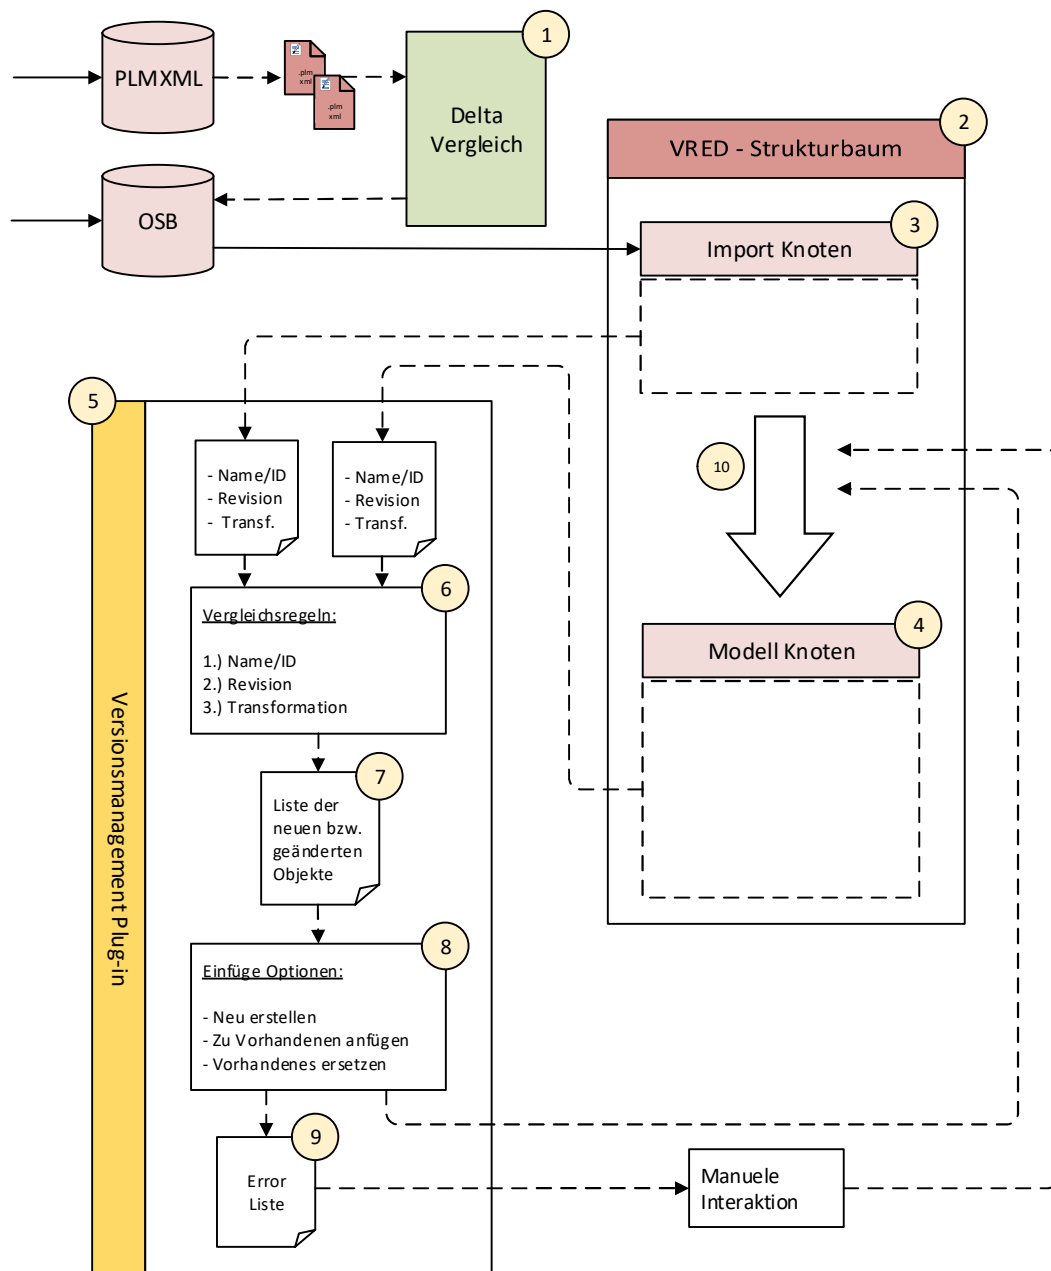 1
PLMXML
.plm
xml
.plm
xml
Delta
Vergleich
2
VRED - Strukturbaum
OSB
3
Import Knoten
5
10
- Name/ID
- Revision
- Transf.
- Name/ID
- Revision
- Transf.
6
Vergleichsregeln:
1.) Name/ID
2.) Revision
3.) Transformation
4
Modell Knoten
Versionsmanagement Plug-in
7
Liste der
neuen bzw.
geänderten
Objekte
8
Einfüge Optionen:
- Neu erstellen
- Zu Vorhandenen anfügen
- Vorhandenes ersetzen
9
Error
Liste
Manuele
Interaktion